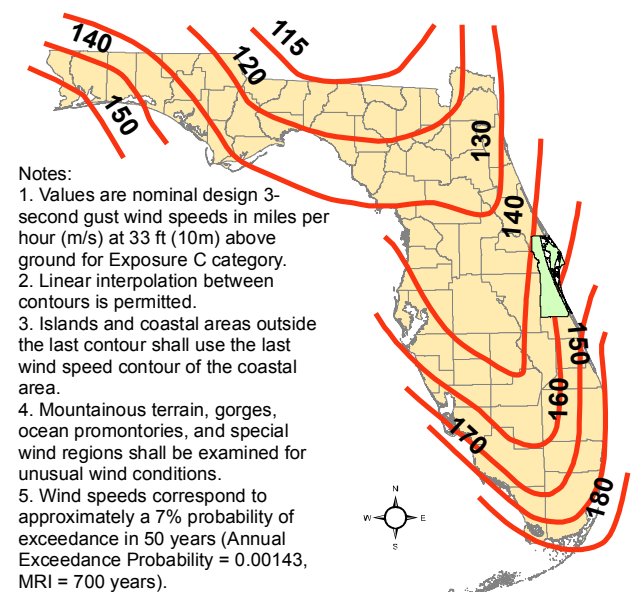 115
140
120
150
130
140
Notes:
1. Values are nominal design 3-
second gust wind speeds in miles per
hour (m/s) at 33 ft (10m) above
ground for Exposure C category.
2. Linear interpolation between
contours is permitted.
3. Islands and coastal areas outside
the last contour shall use the last
wind speed contour of the coastal
area.
4. Mountainous terrain, gorges,
ocean promontories, and special
wind regions shall be examined for
unusual wind conditions.
5. Wind speeds correspond to
approximately a 7% probability of
exceedance in 50 years (Annual
Exceedance Probability = 0.00143,
MRI = 700 years).
150
160
170
180
N
W E
S